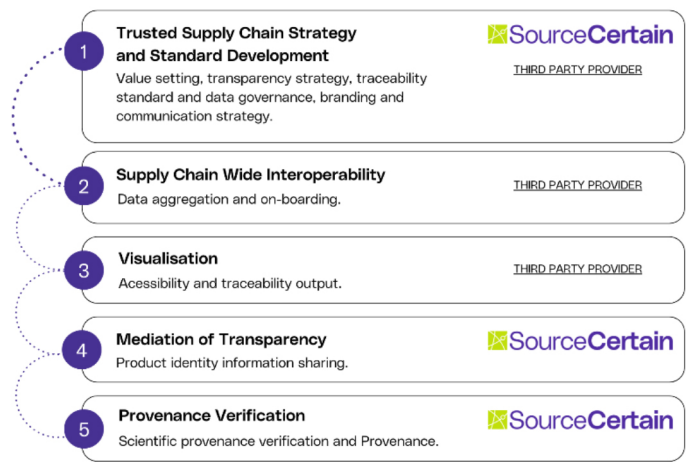 1
Trusted Supply Chain Strategy
and Standard Development
Value setting, transparency strategy, traceability
standard and data governance, branding and
communication strategy.
SourceCertain
THIRD PARTY PROVIDER
2
Supply Chain Wide Interoperability
Data aggregation and on-boarding.
THIRD PARTY PROVIDER
3
Visualisation
Acessibility and traceability output.
THIRD PARTY PROVIDER
4
Mediation of Transparency
Product identity information sharing.
SourceCertain
5
Provenance Verification
Scientific provenance verification and Provenance.
SourceCertain